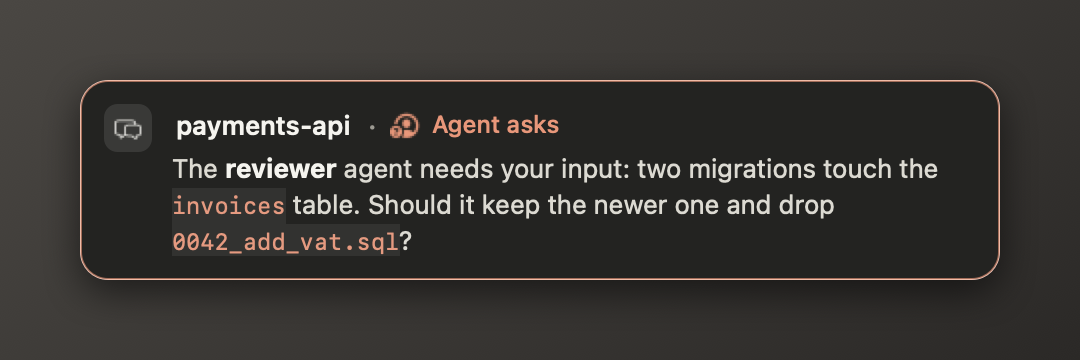 payments-api · Agent asks
The reviewer agent needs your input: two migrations touch the
invoices table. Should it keep the newer one and drop
0042_add_vat.sql?